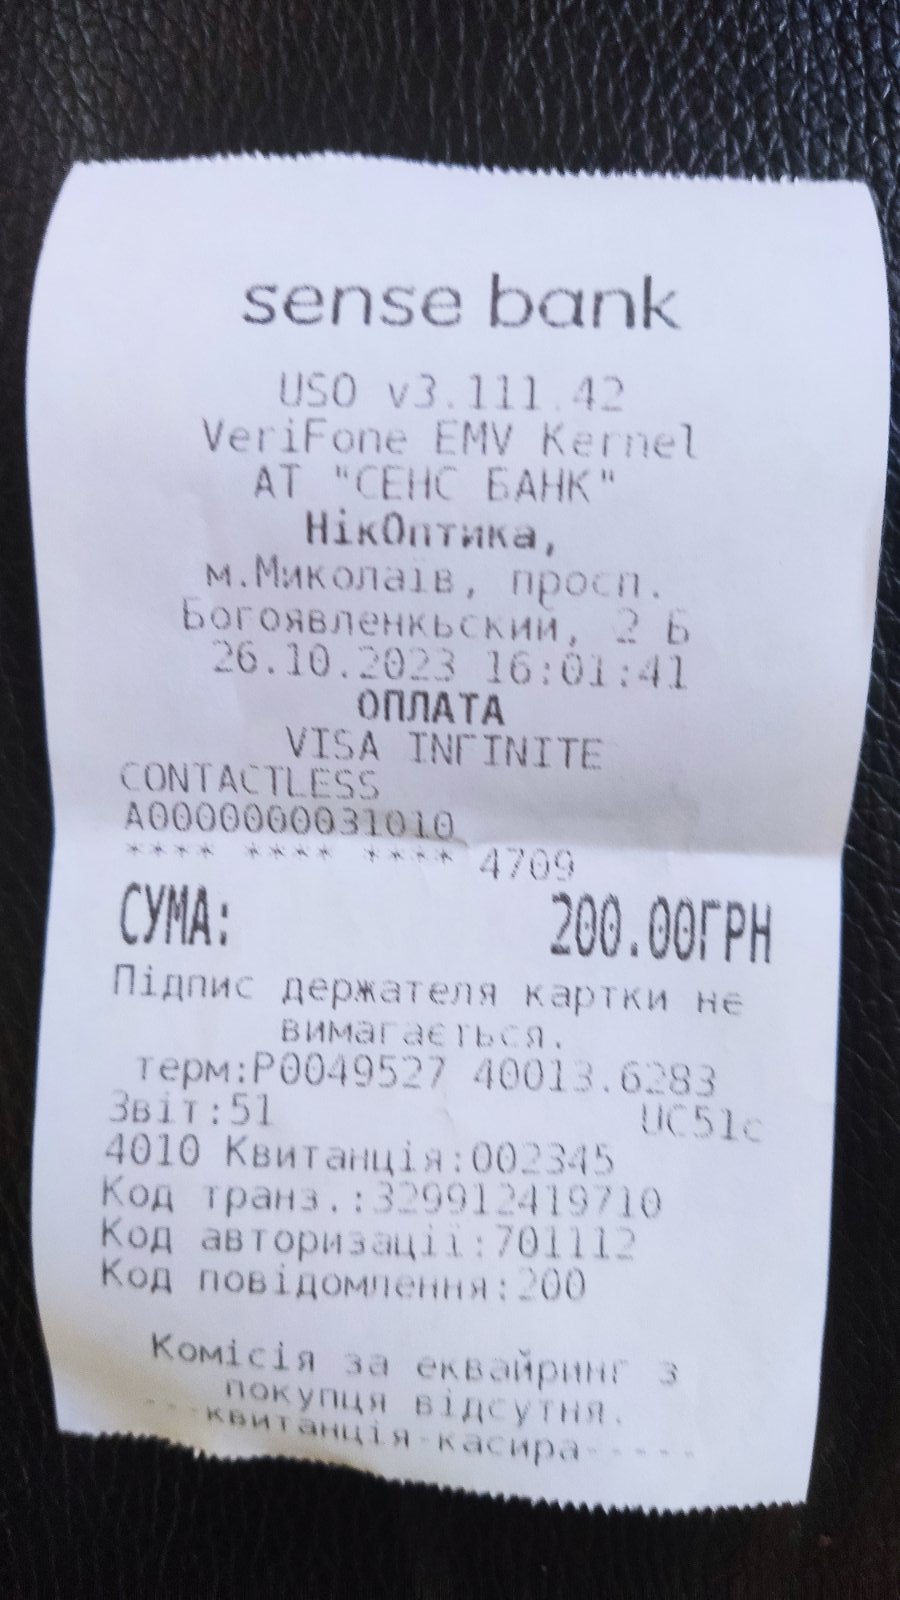 sense bank
USO v3.111.42
VeriFone EMV Kernel
АТ "СЕНС БАНК"
НікОптика,
м.Миколаїв, просп.
Богоявленкьский, 2 Б
26.10.2023 16:01:41
ОПЛАТА
VISA INFINITE
CONTACTLESS
A0000000031010
**** **** **** 4709
СУМА: 200.00ГРН
Підпис держателя картки не
вимагається.
терм:P0049527 40013.6283
Звіт:51 UC51c
4010 Квитанція:002345
Код транз.:329912419710
Код авторизації:701112
Код повідомлення:200
Комісія за еквайринг з
покупця відсутня.
---квитанція-касира-----